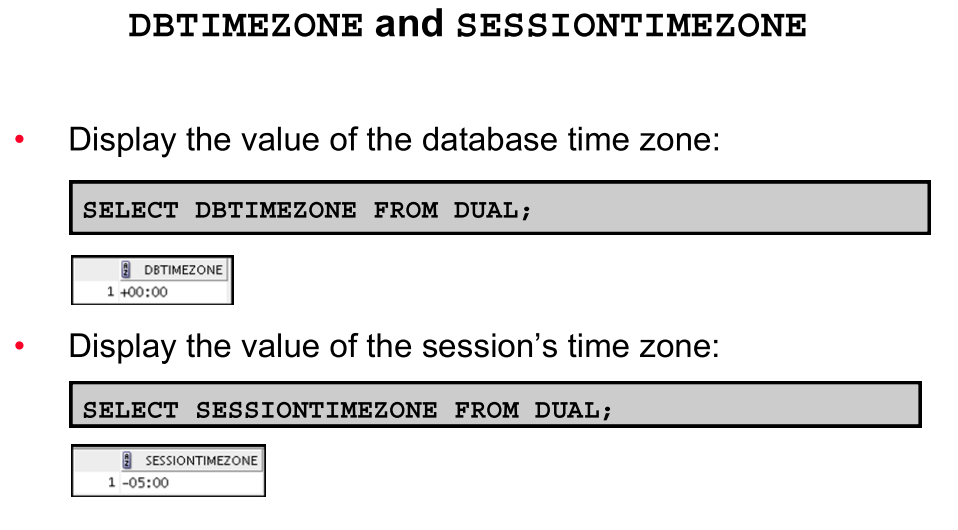 DBTIMEZONE and SESSIONTIMEZONE
• Display the value of the database time zone:
SELECT DBTIMEZONE FROM DUAL;
DBTIMEZONE
1 +00:00
• Display the value of the session’s time zone:
SELECT SESSIONTIMEZONE FROM DUAL;
SESSIONTIMEZONE
1 -05:00